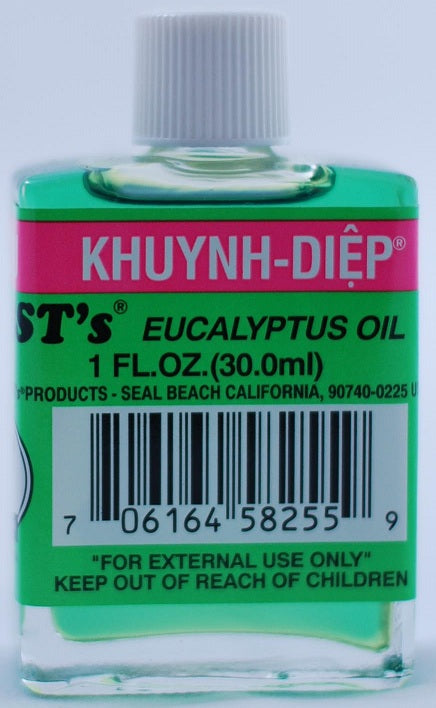 KHUYNH-DIỆP®
ST's® EUCALYPTUS OIL
1 FL.OZ.(30.0ml)
's®PRODUCTS - SEAL BEACH CALIFORNIA, 90740-0225 U
7 06164 58255 9
"FOR EXTERNAL USE ONLY"
KEEP OUT OF REACH OF CHILDREN